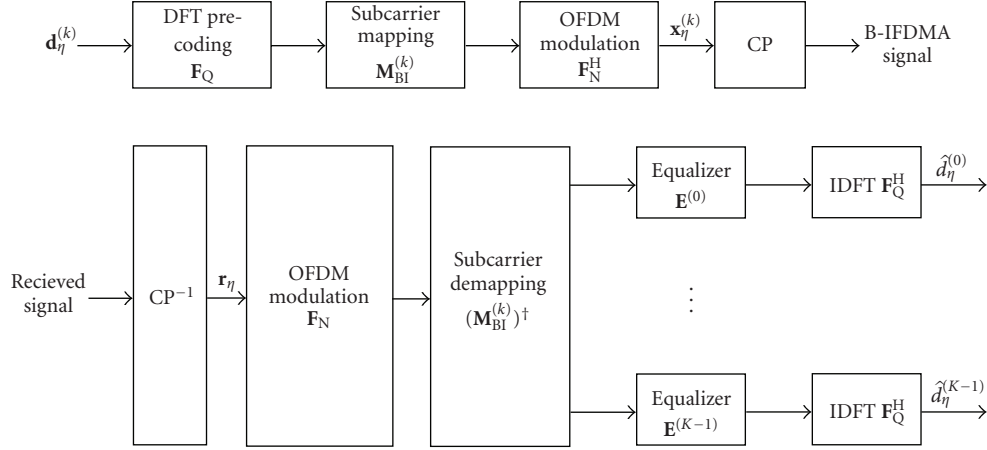 d_η^(k)
DFT pre-
coding
F_Q
Subcarrier
mapping
M_BI^(k)
OFDM
modulation
F_N^H
x_η^(k)
CP
B-IFDMA
signal
Recieved
signal
CP^−1
r_η
OFDM
modulation
F_N
Subcarrier
demapping
(M_BI^(k))^†
Equalizer
E^(0)
IDFT F_Q^H
d̂_η^(0)
⋮
Equalizer
E^(K−1)
IDFT F_Q^H
d̂_η^(K−1)